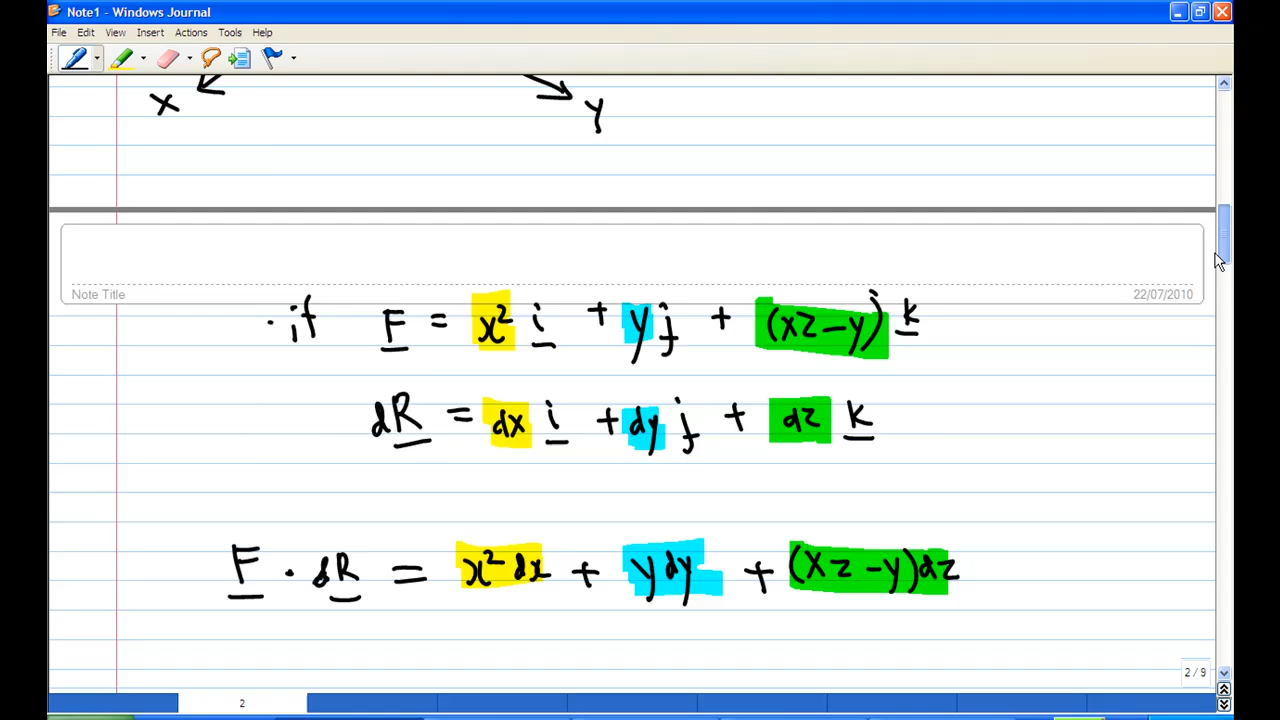 Note1 - Windows Journal
File Edit View Insert Actions Tools Help
x
y
Note Title
22/07/2010
· if F = x² i + y j + (xz - y) k
dR = dx i + dy j + dz k
F · dR = x² dx + y dy + (xz - y) dz
2 / 9
2